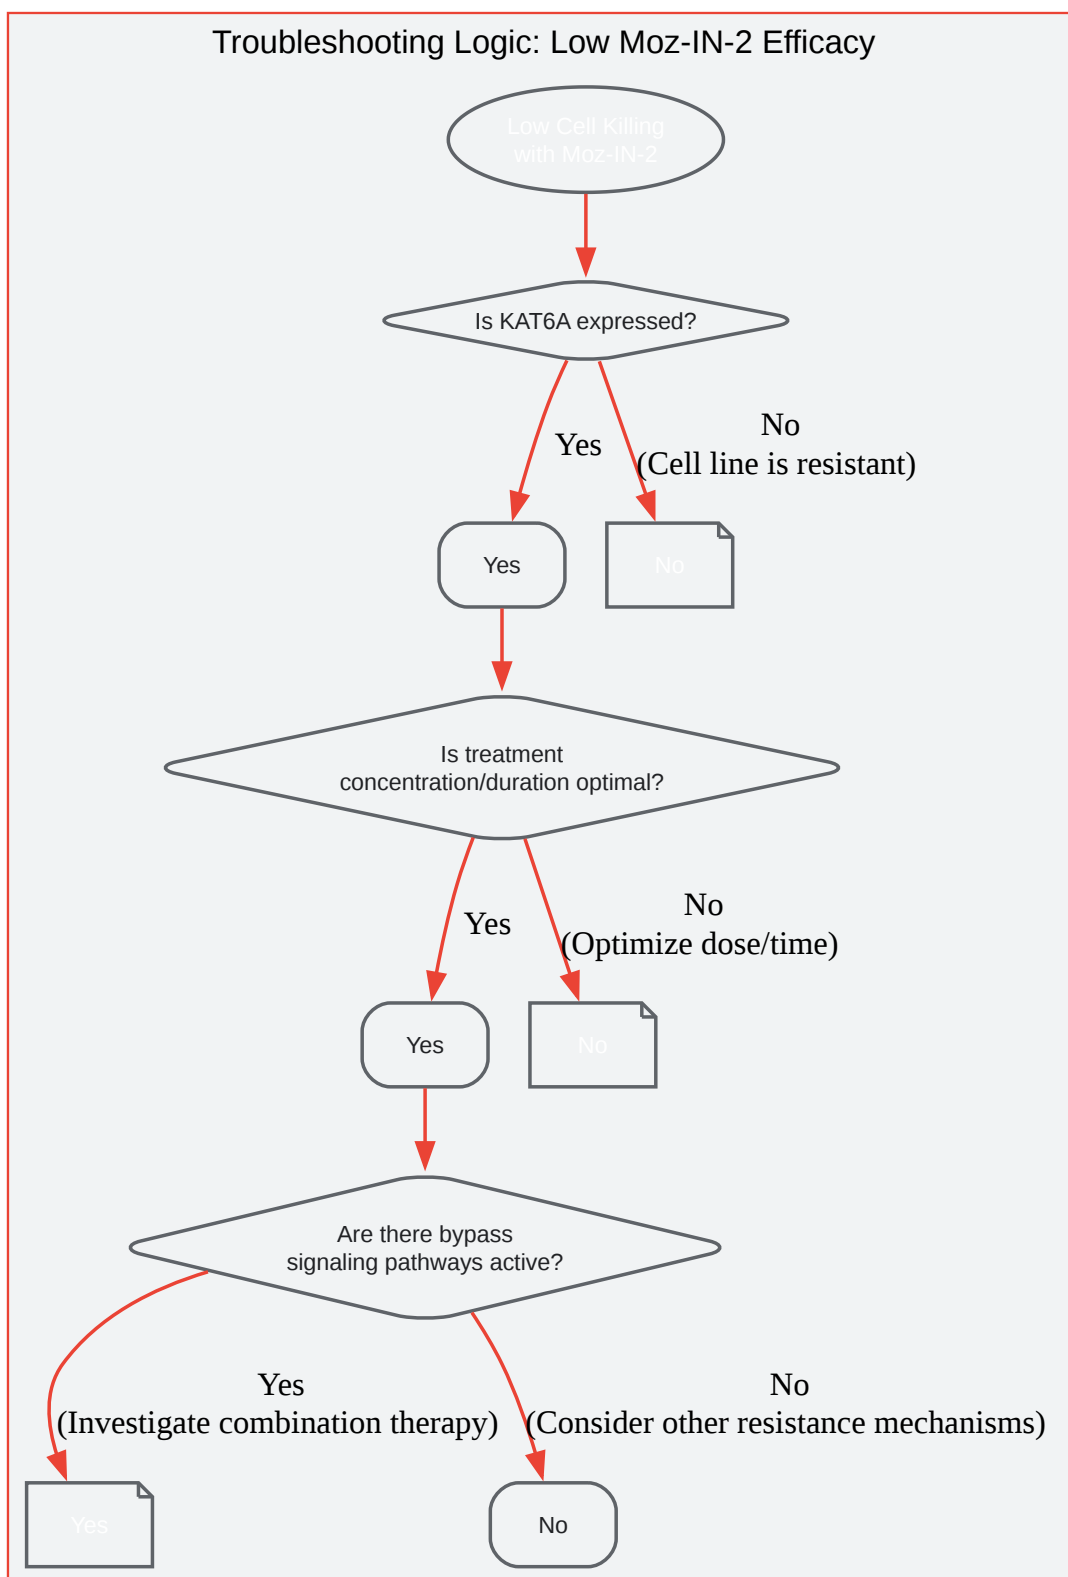 Troubleshooting Logic: Low Moz-IN-2 Efficacy
Low Cell Killing
with Moz-IN-2
Is KAT6A expressed?
Yes
No
(Cell line is resistant)
Yes
No
Is treatment
concentration/duration optimal?
Yes
No
(Optimize dose/time)
Yes
No
Are there bypass
signaling pathways active?
Yes
(Investigate combination therapy)
No
(Consider other resistance mechanisms)
Yes
No